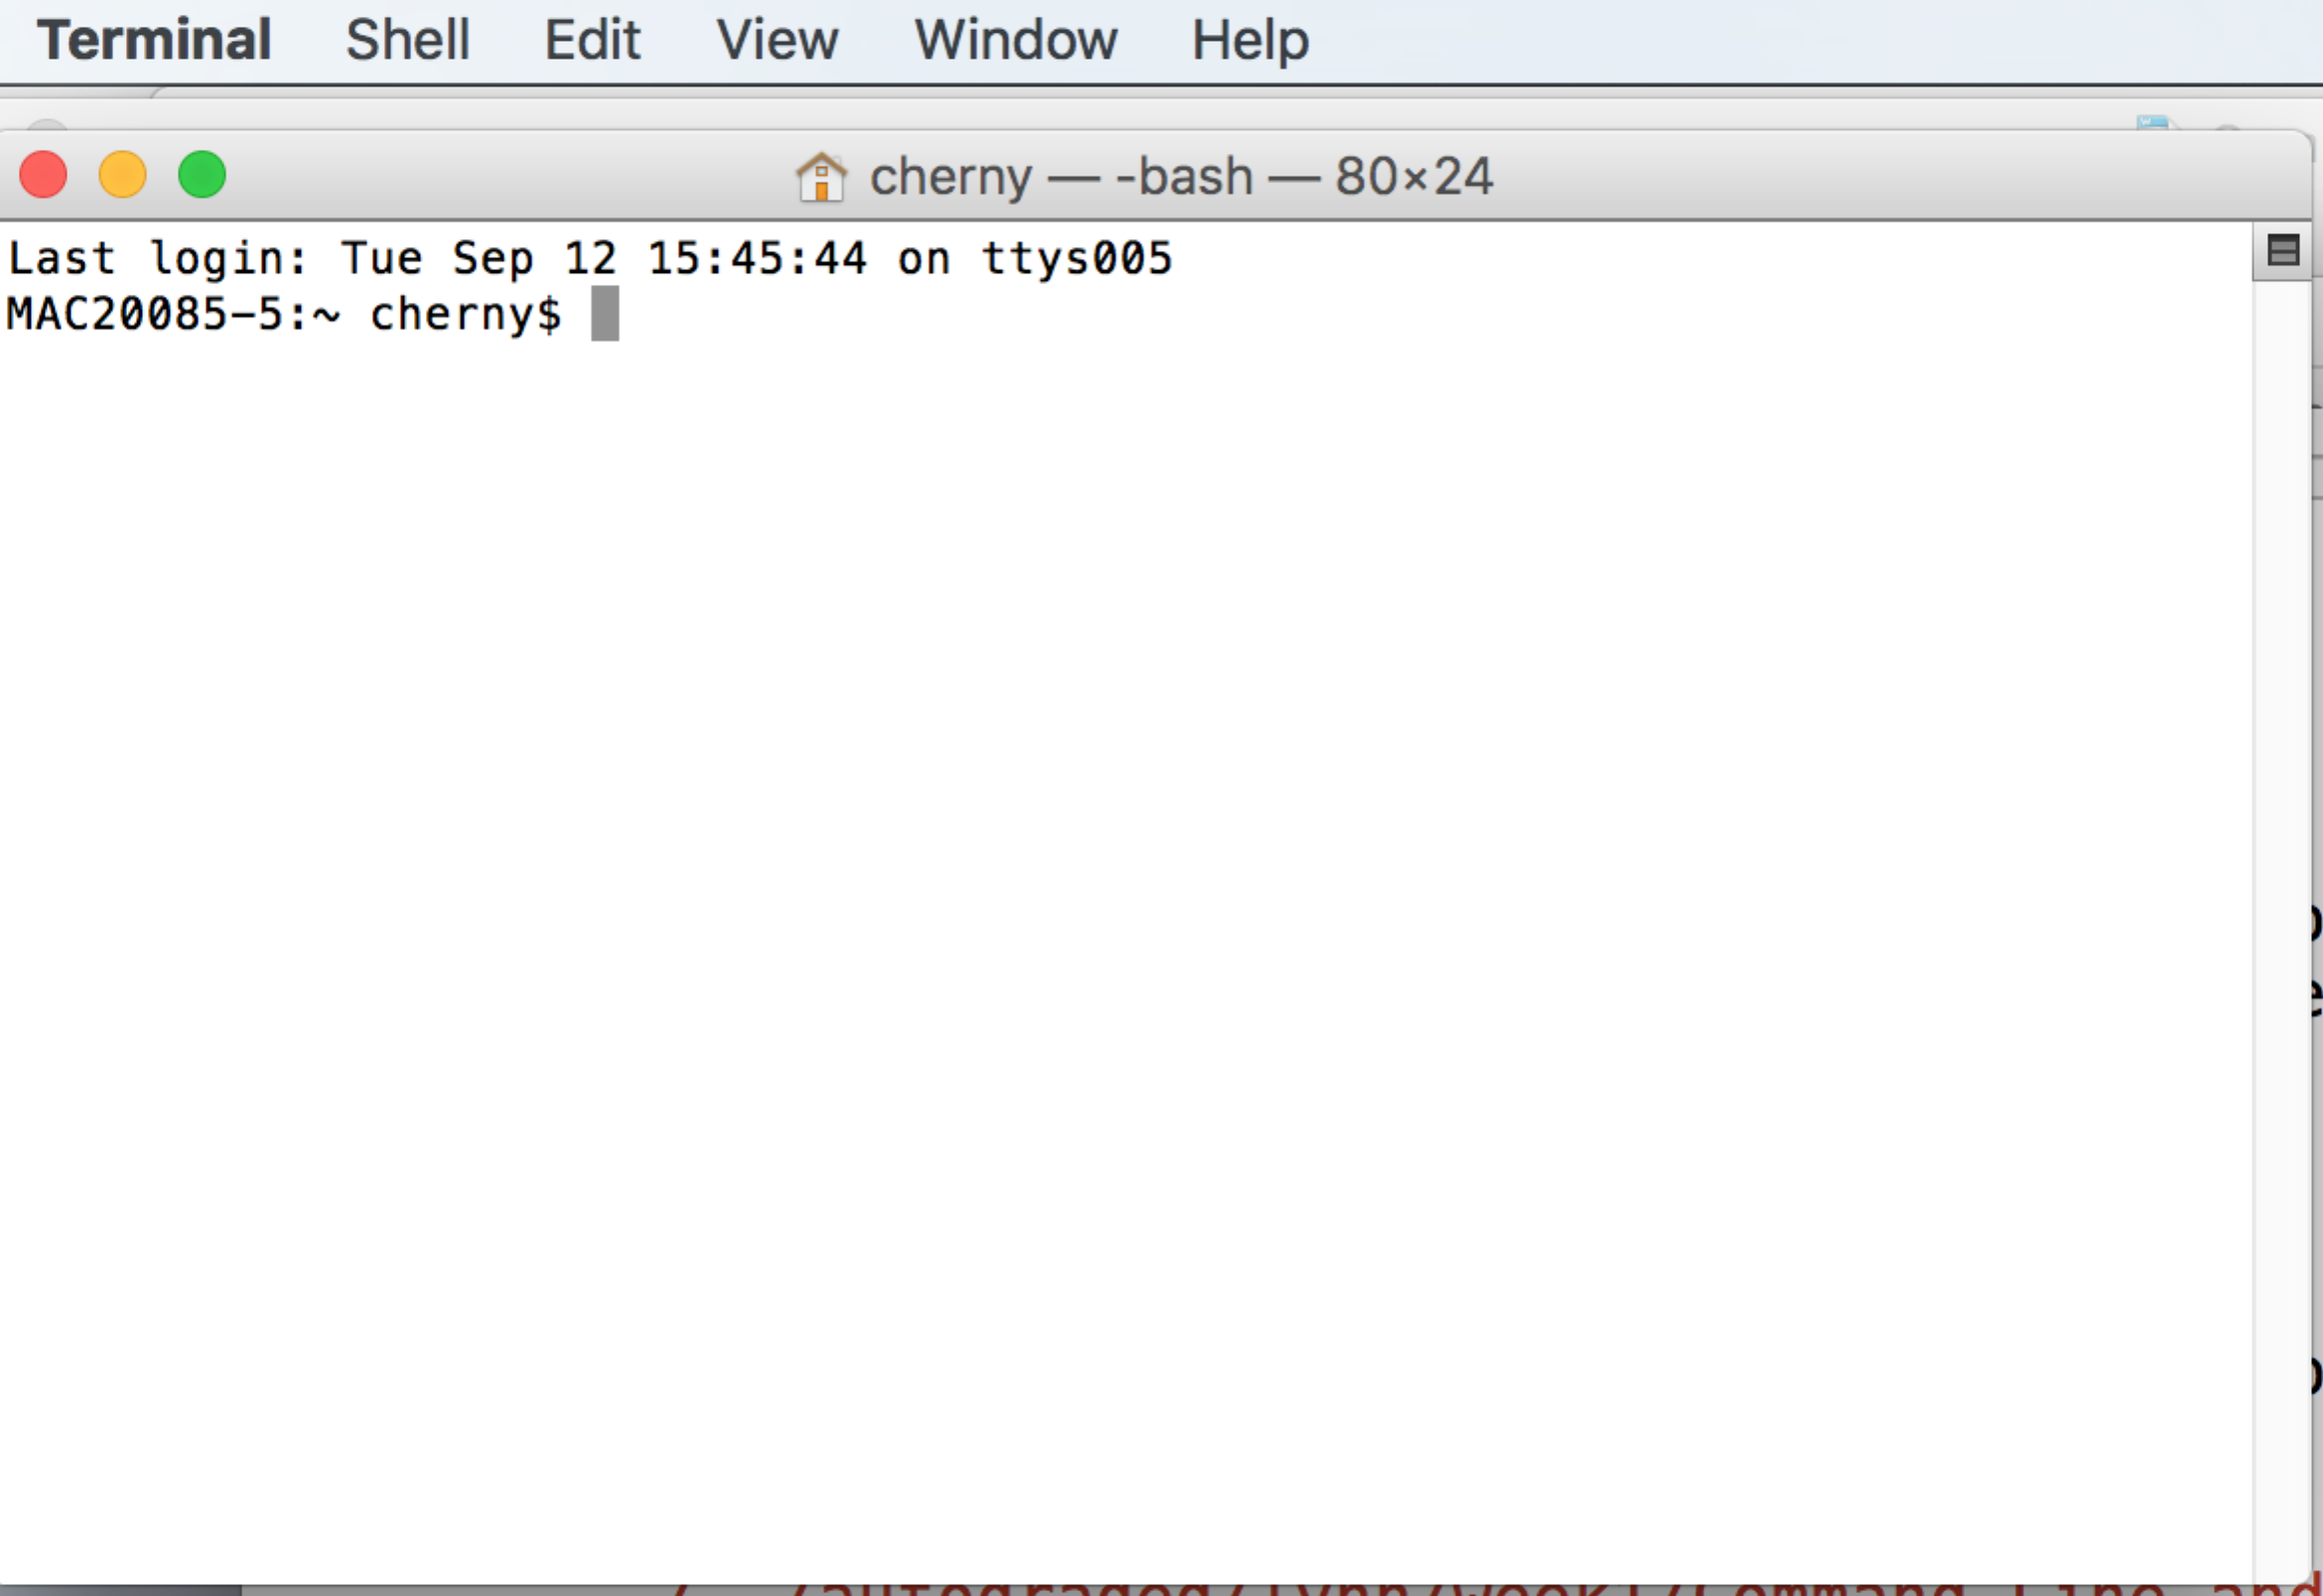 Terminal Shell Edit View Window Help
cherny — -bash — 80×24
Last login: Tue Sep 12 15:45:44 on ttys005
MAC20085-5:~ cherny$